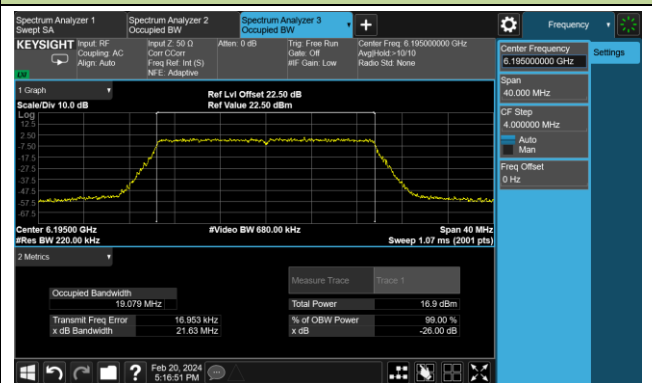 Spectrum Analyzer 1
Swept SA
Spectrum Analyzer 2
Occupied BW
Spectrum Analyzer 3
Occupied BW
Frequency
KEYSIGHT
Input: RF
Coupling: AC
Align: Auto
Input Z: 50 Ω
Corr CCorr
Freq Ref: Int (S)
NFE: Adaptive
Atten: 0 dB
Trig: Free Run
Gate: Off
#IF Gain: Low
Center Freq: 6.195000000 GHz
Avg|Hold:>10/10
Radio Std: None
Center Frequency
6.195000000 GHz
Settings
Span
40.000 MHz
CF Step
4.000000 MHz
Auto
Man
Freq Offset
0 Hz
1 Graph
Scale/Div 10.0 dB
Ref Lvl Offset 22.50 dB
Ref Value 22.50 dBm
Log
12.5
2.50
-7.50
-17.5
-27.5
-37.5
-47.5
-57.5
-67.5
Center 6.19500 GHz
#Res BW 220.00 kHz
#Video BW 680.00 kHz
Span 40 MHz
Sweep 1.07 ms (2001 pts)
2 Metrics
Measure Trace Trace 1
Occupied Bandwidth
19.079 MHz
Total Power 16.9 dBm
Transmit Freq Error 16.953 kHz
% of OBW Power 99.00 %
x dB Bandwidth 21.63 MHz
x dB -26.00 dB
Feb 20, 2024
5:16:51 PM